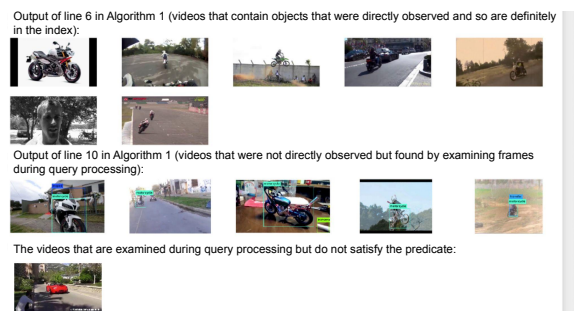 Output of line 6 in Algorithm 1 (videos that contain objects that were directly observed and so are definitely
in the index):
Output of line 10 in Algorithm 1 (videos that were not directly observed but found by examining frames
during query processing):
The videos that are examined during query processing but do not satisfy the predicate: